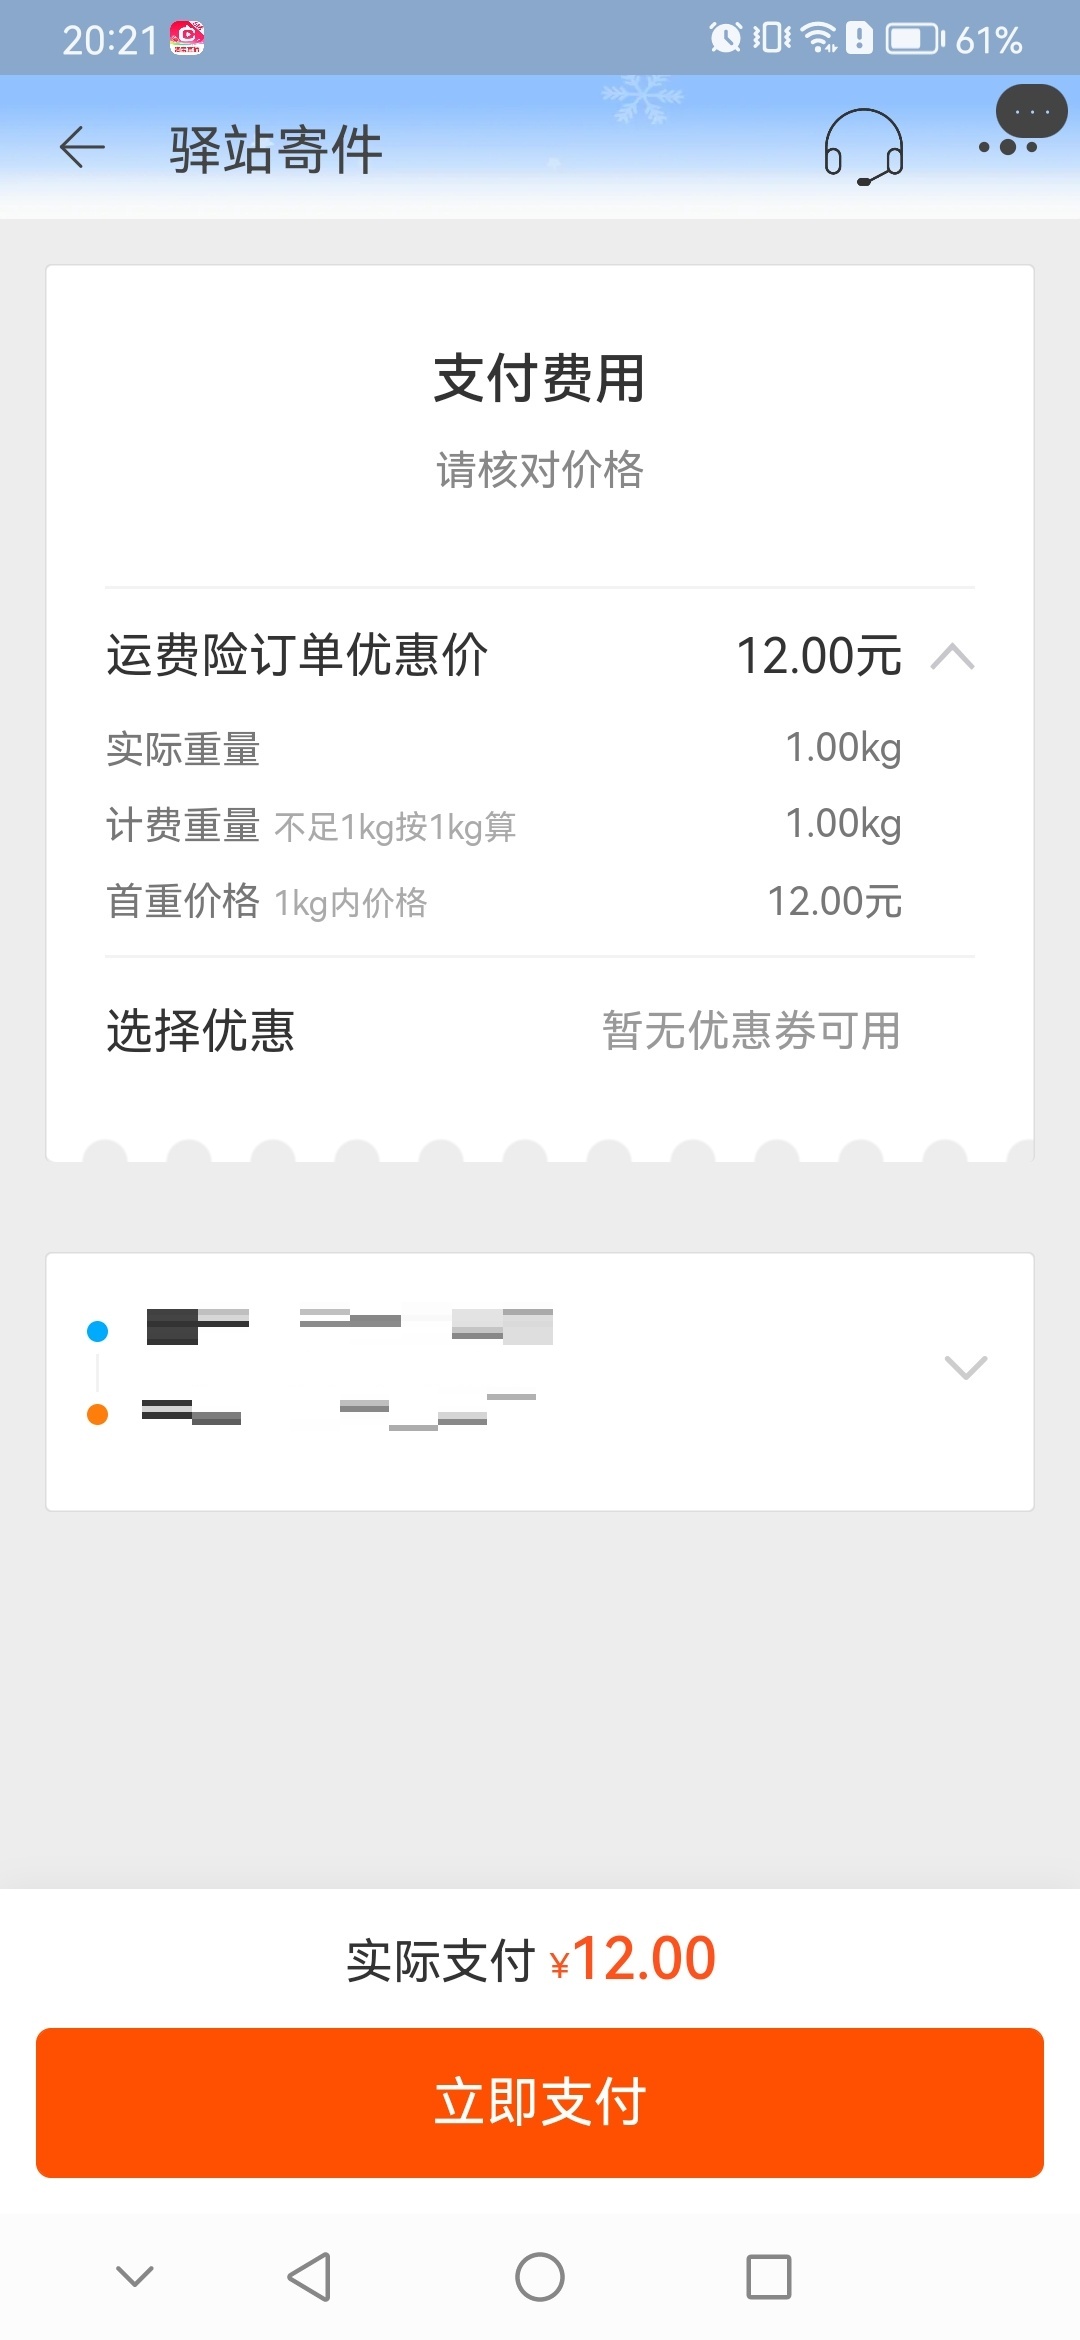 20:21
61%
驿站寄件
支付费用
请核对价格
运费险订单优惠价 12.00元
实际重量 1.00kg
计费重量 不足1kg按1kg算 1.00kg
首重价格 1kg内价格 12.00元
选择优惠 暂无优惠券可用
实际支付 ¥12.00
立即支付